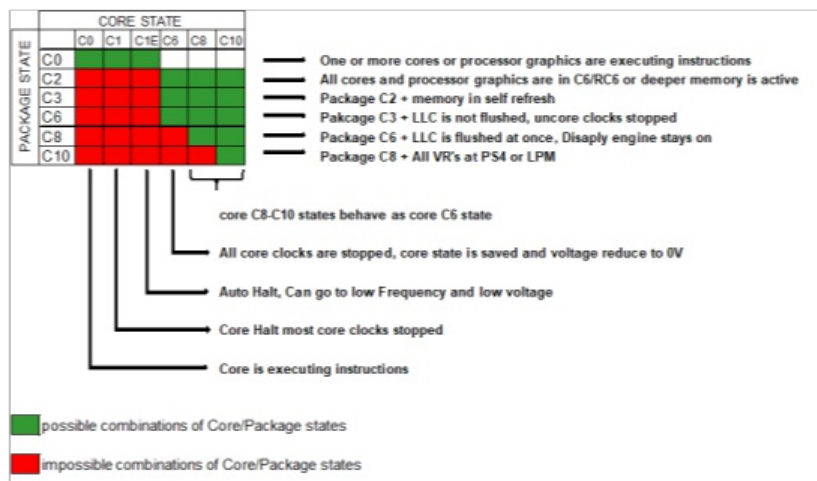 CORE STATE
C0 C1 C1E C6 C8 C10
PACKAGE STATE
C0 One or more cores or processor graphics are executing instructions
C2 All cores and processor graphics are in C6/RC6 or deeper memory is active
C3 Package C2 + memory in self refresh
C6 Pakcage C3 + LLC is not flushed, uncore clocks stopped
C8 Package C6 + LLC is flushed at once, Disaply engine stays on
C10 Package C8 + All VR's at PS4 or LPM
core C8-C10 states behave as core C6 state
All core clocks are stopped, core state is saved and voltage reduce to 0V
Auto Halt, Can go to low Frequency and low voltage
Core Halt most core clocks stopped
Core is executing instructions
possible combinations of Core/Package states
impossible combinations of Core/Package states